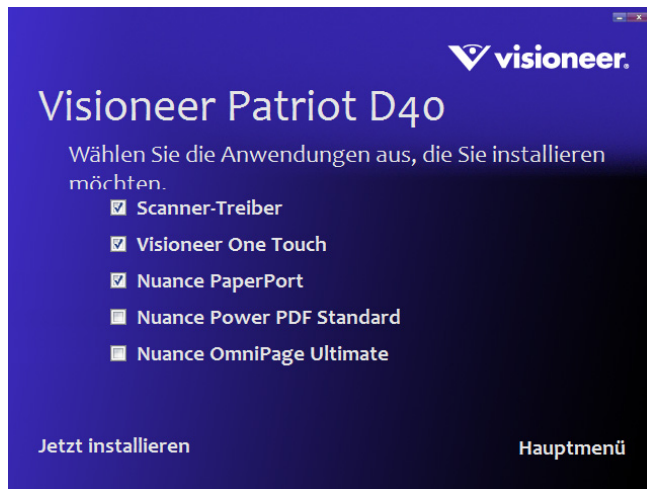 visioneer.
Visioneer Patriot D40
Wählen Sie die Anwendungen aus, die Sie installieren
möchten.
Scanner-Treiber
Visioneer One Touch
Nuance PaperPort
Nuance Power PDF Standard
Nuance OmniPage Ultimate
Jetzt installieren
Hauptmenü